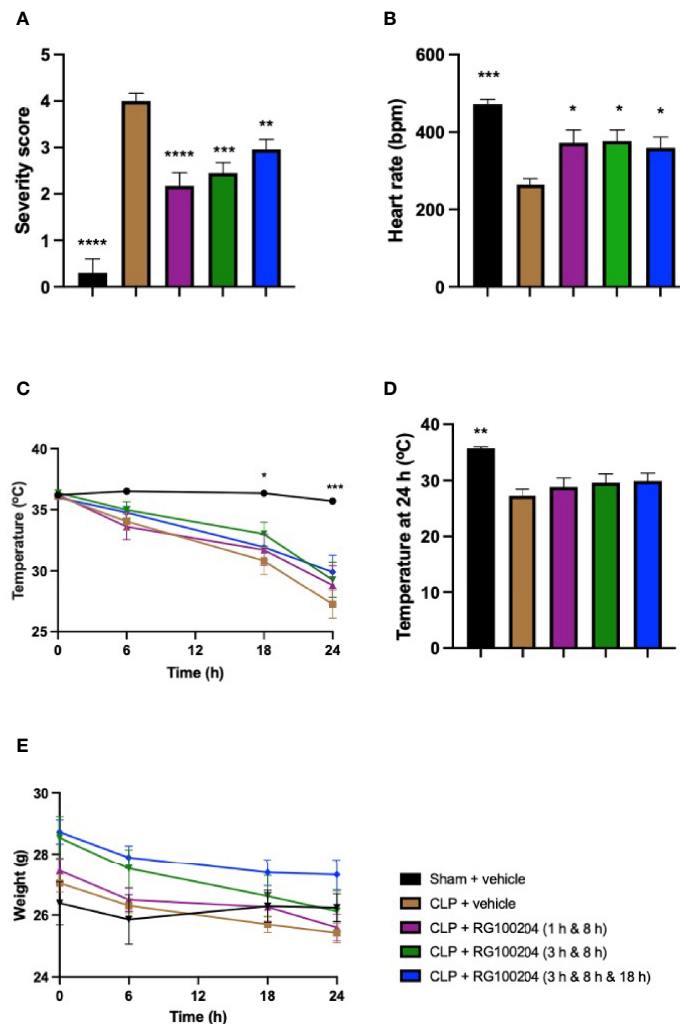 A
Severity score
5
4
3
2
1
0
****
****
***
**
B
Heart rate (bpm)
600
400
200
0
***
*
*
*
C
Temperature (ºC)
40
35
30
25
*
***
0 6 12 18 24
Time (h)
D
Temperature at 24 h (ºC)
40
30
20
10
0
**
E
Weight (g)
30
28
26
24
0 6 12 18 24
Time (h)
Sham + vehicle
CLP + vehicle
CLP + RG100204 (1 h & 8 h)
CLP + RG100204 (3 h & 8 h)
CLP + RG100204 (3 h & 8 h & 18 h)